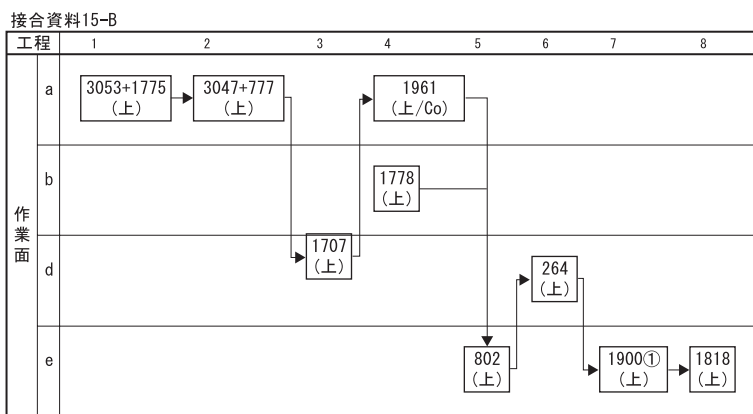 接合資料15-B
工程 1 2 3 4 5 6 7 8
作業面
a
3053+1775
(上)
3047+777
(上)
1961
(上/Co)
b
1778
(上)
d
1707
(上)
264
(上)
e
802
(上)
1900①
(上)
1818
(上)